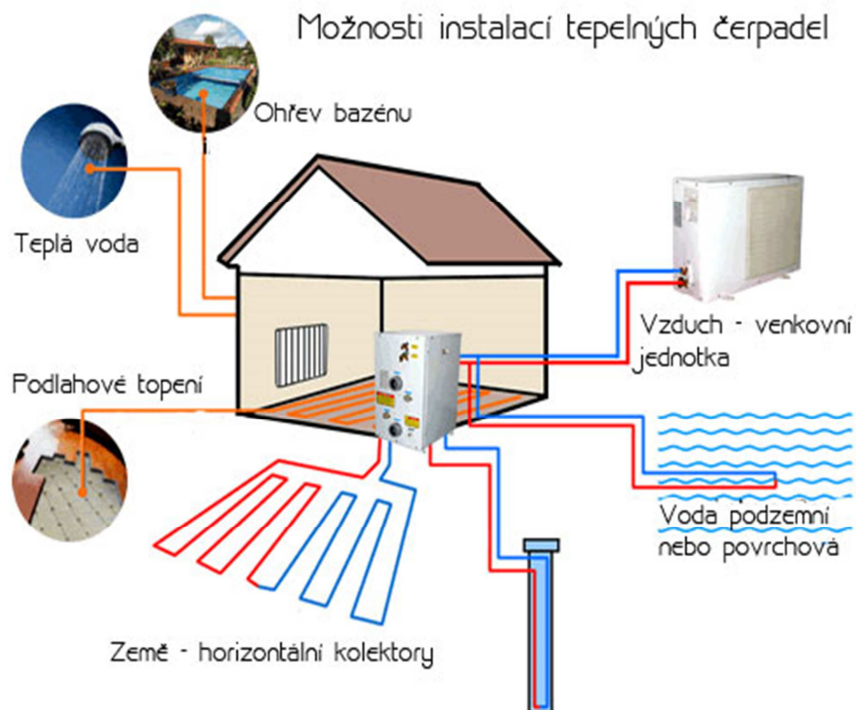 Možnosti instalací tepelných čerpadel
Ohřev bazénu
Teplá voda
Vzduch - venkovní
jednotka
Podlahové topení
Voda podzemní
nebo povrchová
Země - horizontální kolektory